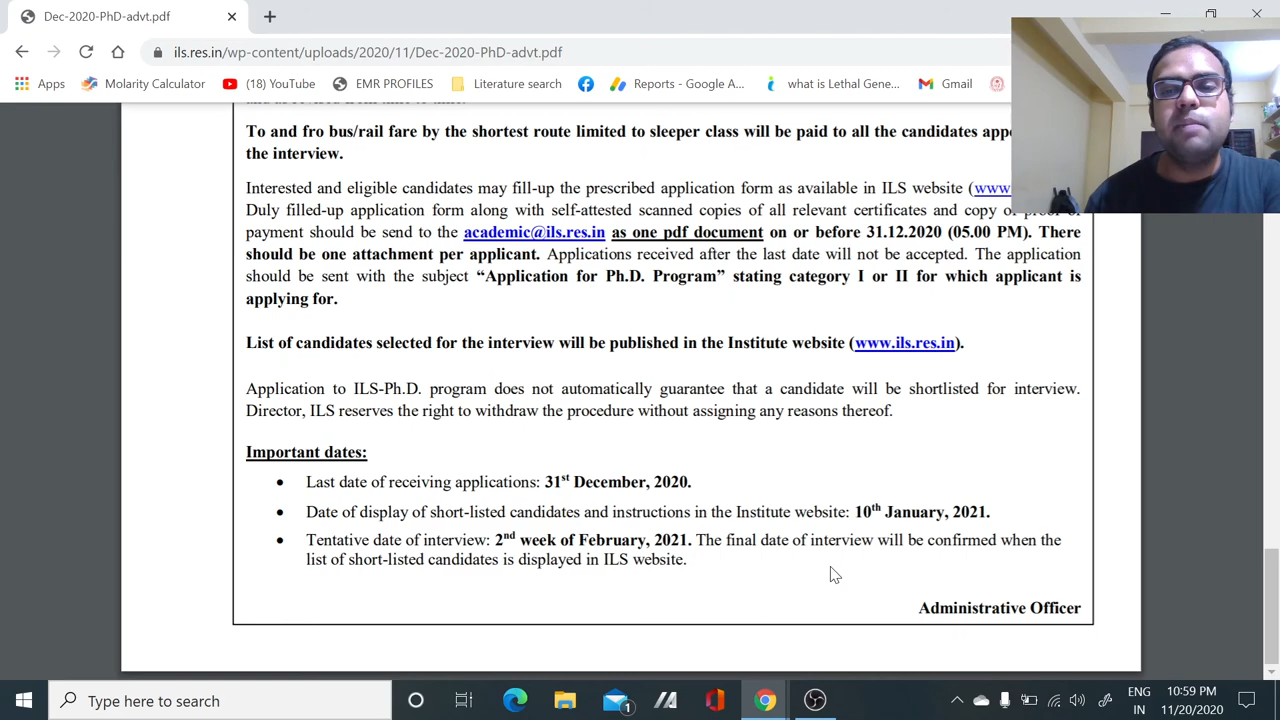 Dec-2020-PhD-advt.pdf
ils.res.in/wp-content/uploads/2020/11/Dec-2020-PhD-advt.pdf
Apps Molarity Calculator (18) YouTube EMR PROFILES Literature search Reports - Google A... what is Lethal Gene... Gmail
To and fro bus/rail fare by the shortest route limited to sleeper class will be paid to all the candidates
the interview.
Interested and eligible candidates may fill-up the prescribed application form as available in ILS website (www
Duly filled-up application form along with self-attested scanned copies of all relevant certificates and copy of proof of
payment should be send to the academic@ils.res.in as one pdf document on or before 31.12.2020 (05.00 PM). There
should be one attachment per applicant. Applications received after the last date will not be accepted. The application
should be sent with the subject “Application for Ph.D. Program” stating category I or II for which applicant is
applying for.
List of candidates selected for the interview will be published in the Institute website (www.ils.res.in).
Application to ILS-Ph.D. program does not automatically guarantee that a candidate will be shortlisted for interview.
Director, ILS reserves the right to withdraw the procedure without assigning any reasons thereof.
Important dates:
• Last date of receiving applications: 31st December, 2020.
• Date of display of short-listed candidates and instructions in the Institute website: 10th January, 2021.
• Tentative date of interview: 2nd week of February, 2021. The final date of interview will be confirmed when the
list of short-listed candidates is displayed in ILS website.
Administrative Officer
Type here to search
1
ENG
IN
10:59 PM
11/20/2020